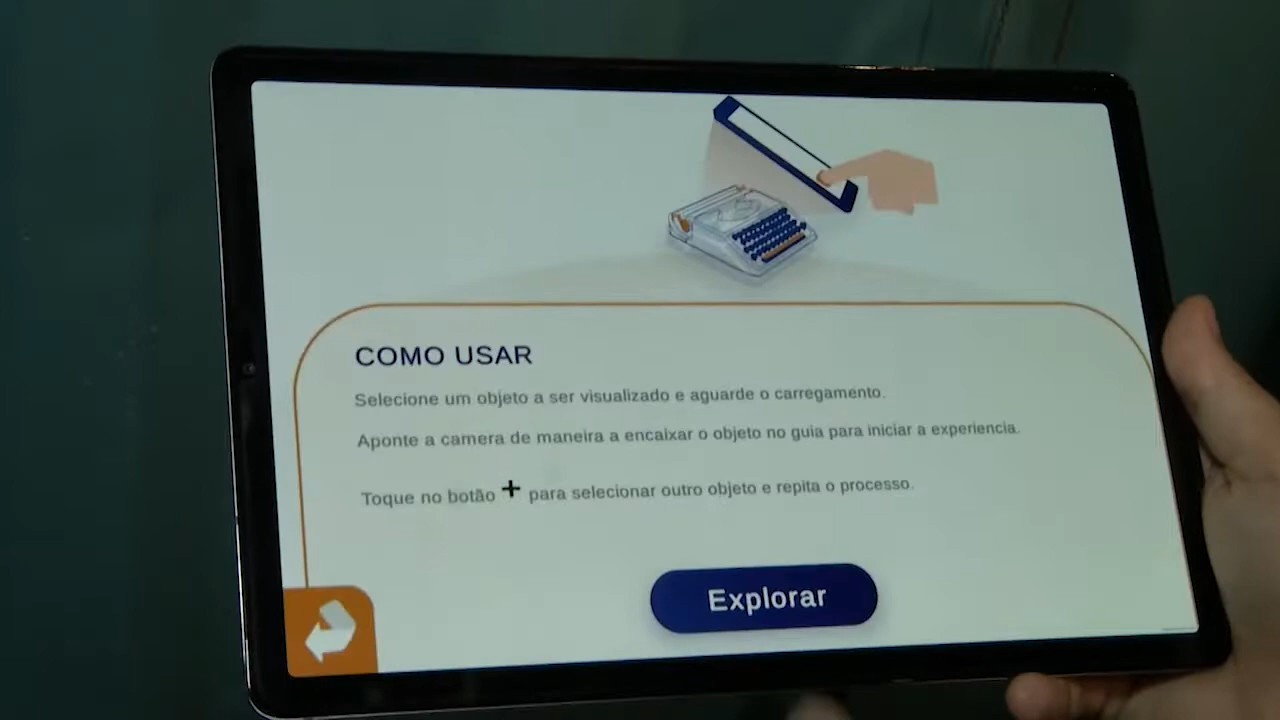 COMO USAR
Selecione um objeto a ser visualizado e aguarde o carregamento.
Aponte a camera de maneira a encaixar o objeto no guia para iniciar a experiencia.
Toque no botão + para selecionar outro objeto e repita o processo.
Explorar